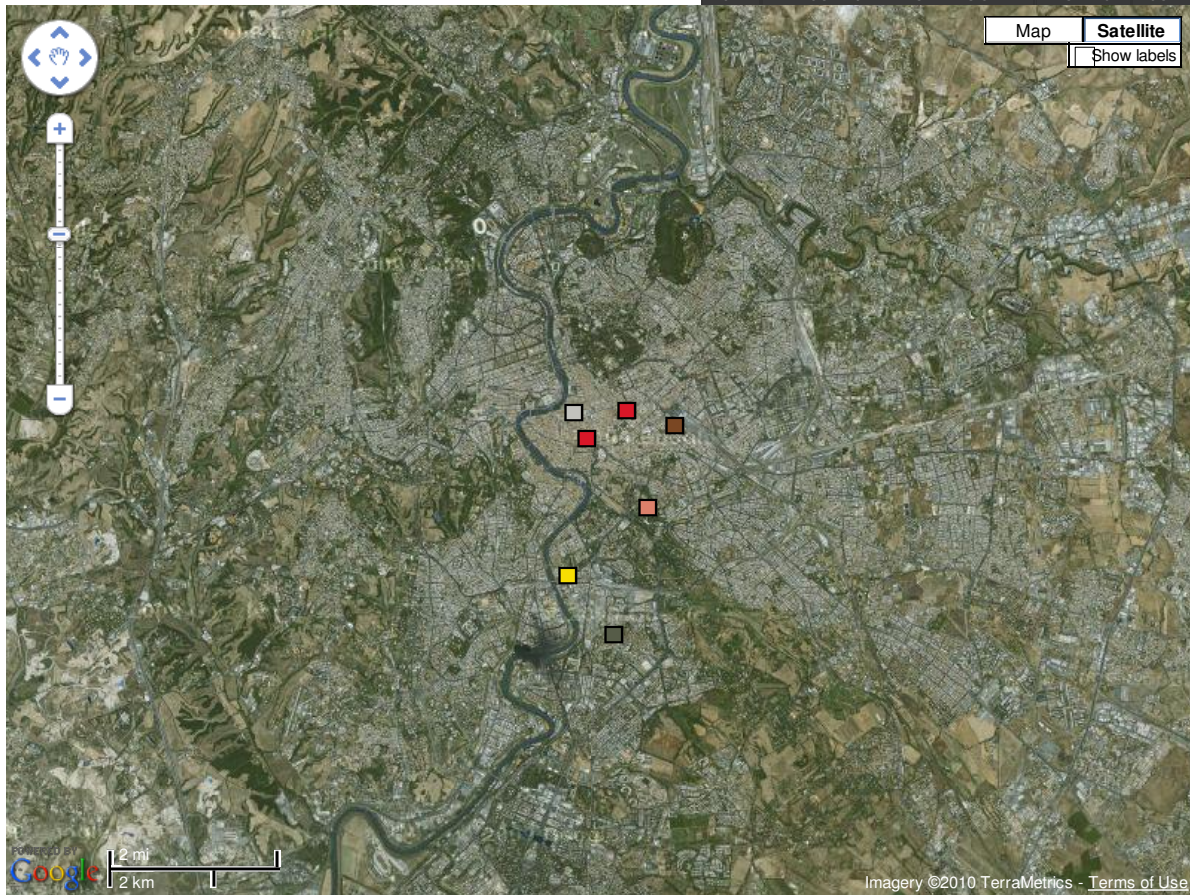 Map
Satellite
Show labels
POWERED BY
Google
2 mi
2 km
Imagery ©2010 TerraMetrics - Terms of Use